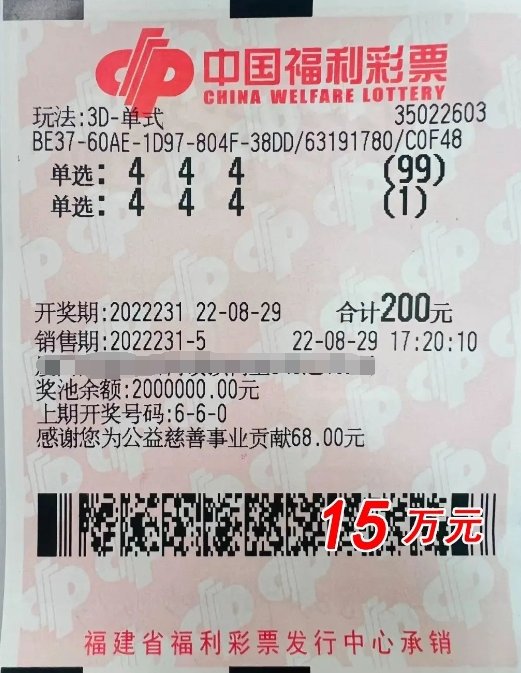 中国福利彩票
CHINA WELFARE LOTTERY
玩法:3D-单式 35022603
BE37-60AE-1D97-804F-38DD/63191780/C0F48
单选: 4 4 4 (99)
单选: 4 4 4 (1)
开奖期:2022231 22-08-29 合计200元
销售期:2022231-5 22-08-29 17:20:10
奖池余额:2000000.00元
上期开奖号码:6-6-0
感谢您为公益慈善事业贡献68.00元
15万元
福建省福利彩票发行中心承销